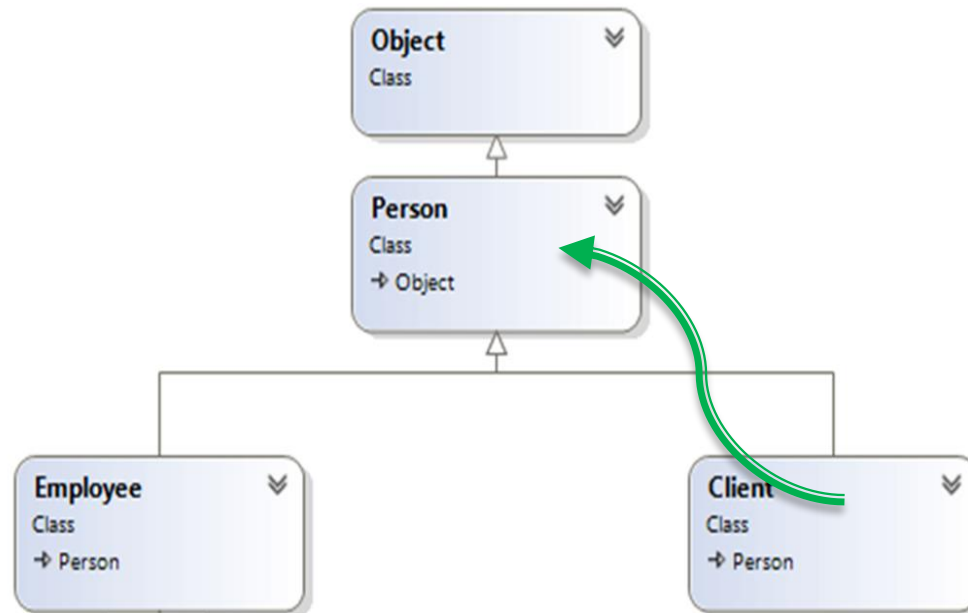 Object
Class
Person
Class
Object
Employee
Class
Person
Client
Class
Person